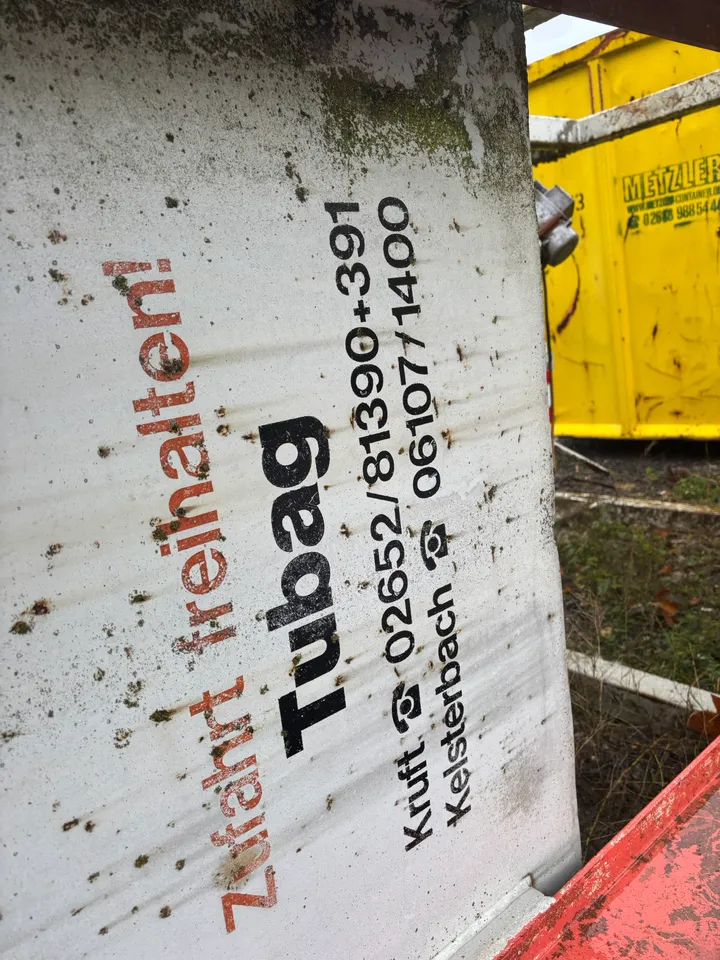 Zufahrt freihalten!
Tubag
Kruft ☎ 02652/81390+391
Kelsterbach ☎ 06107/1400
METZLER